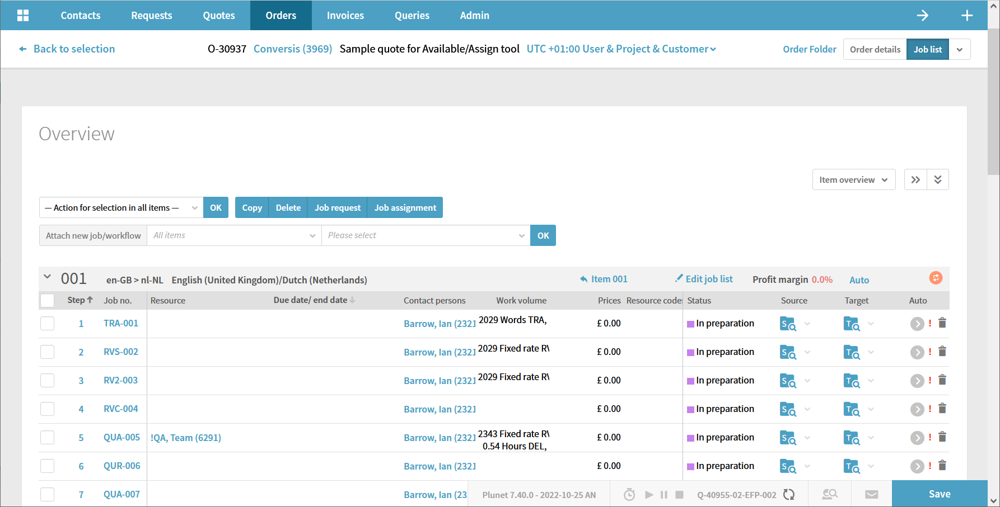 Contacts Requests Quotes Orders Invoices Queries Admin
Back to selection O-30937 Conversis (3969) Sample quote for Available/Assign tool UTC +01:00 User & Project & Customer Order Folder Order details Job list
Overview
Item overview
— Action for selection in all items — OK Copy Delete Job request Job assignment
Attach new job/workflow All items Please select OK
001 en-GB > nl-NL English (United Kingdom)/Dutch (Netherlands) Item 001 Edit job list Profit margin 0.0% Auto
Step Job no. Resource Due date/ end date Contact persons Work volume Prices Resource codes Status Source Target Auto
1 TRA-001 Barrow, Ian (2321 2029 Words TRA, £ 0.00 In preparation S T !
2 RVS-002 Barrow, Ian (2321 2029 Fixed rate RV £ 0.00 In preparation S T !
3 RV2-003 Barrow, Ian (2321 2029 Fixed rate RV £ 0.00 In preparation S T !
4 RVC-004 Barrow, Ian (2321 £ 0.00 In preparation S T !
5 QUA-005 !QA, Team (6291) Barrow, Ian (2321 2343 Fixed rate RV £ 0.00 In preparation S T !
0.54 Hours DEL,
6 QUR-006 Barrow, Ian (2321 £ 0.00 In preparation S T !
7 QUA-007 Barrow, Ian (23 Plunet 7.40.0 - 2022-10-25 AN Q-40955-02-EFP-002 Save